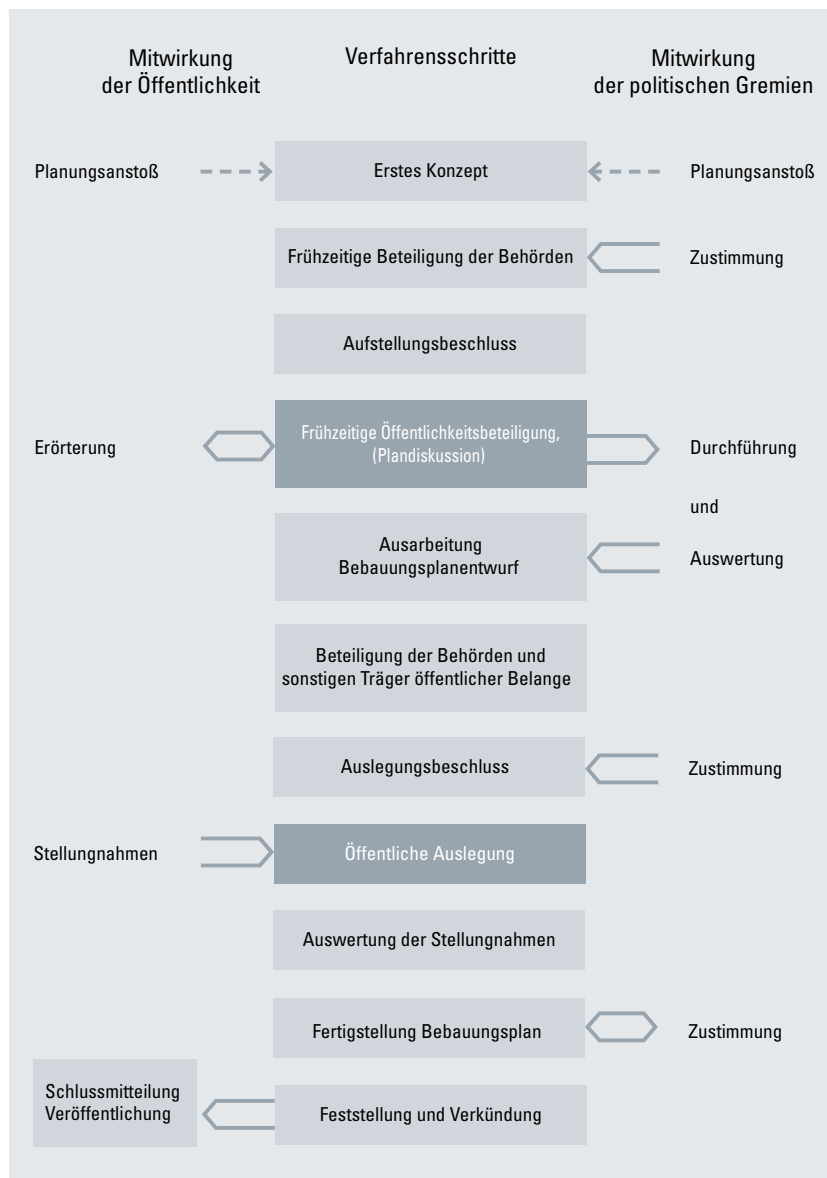 Mitwirkung
der Öffentlichkeit
Verfahrensschritte
Mitwirkung
der politischen Gremien
Planungsanstoß
Erstes Konzept
Planungsanstoß
Frühzeitige Beteiligung der Behörden
Zustimmung
Aufstellungsbeschluss
Erörterung
Frühzeitige Öffentlichkeitsbeteiligung,
(Plandiskussion)
Durchführung
und
Ausarbeitung
Bebauungsplanentwurf
Auswertung
Beteiligung der Behörden und
sonstigen Träger öffentlicher Belange
Auslegungsbeschluss
Zustimmung
Stellungnahmen
Öffentliche Auslegung
Auswertung der Stellungnahmen
Fertigstellung Bebauungsplan
Zustimmung
Schlussmitteilung
Veröffentlichung
Feststellung und Verkündung